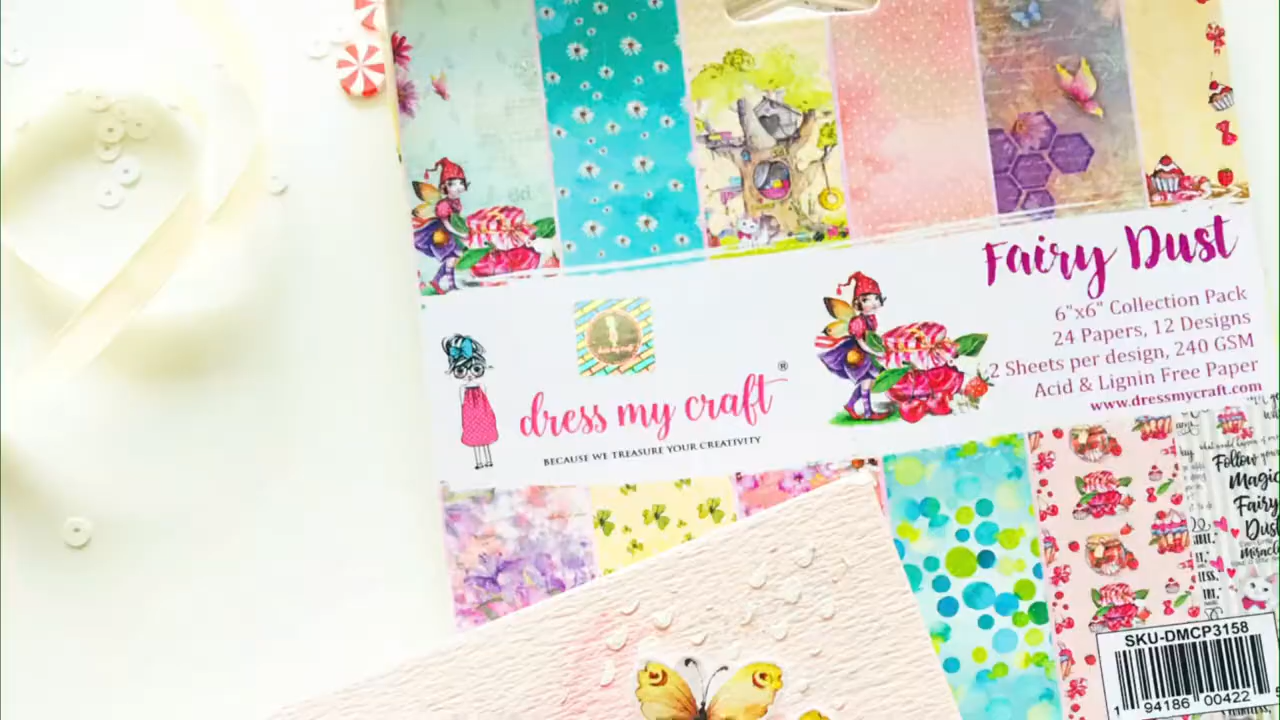 Fairy Dust
6"x6" Collection Pack
24 Papers, 12 Designs
2 Sheets per design, 240 GSM
Acid & Lignin Free Paper
www.dressmycraft.com
dress my craft®
BECAUSE WE TREASURE YOUR CREATIVITY
Follow your
Magic
Fairy
Dust
miracl
SKU-DMCP3158
1 94186 00422